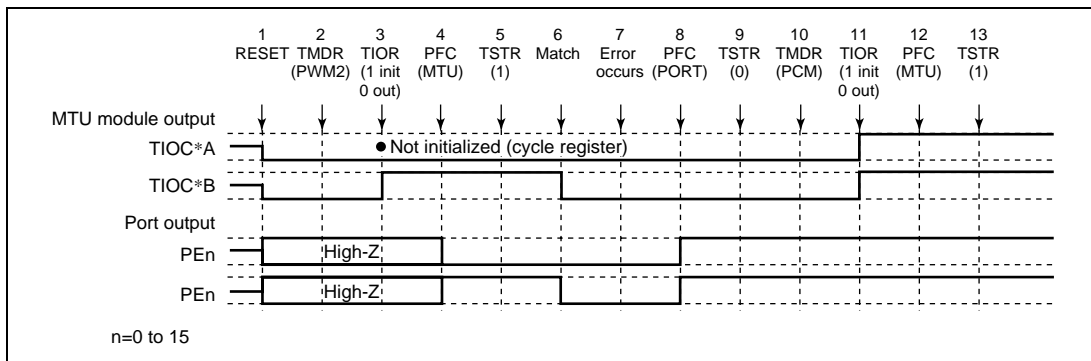 1 2 3 4 5 6 7 8 9 10 11 12 13
RESET TMDR TIOR PFC TSTR Match Error PFC TSTR TMDR TIOR PFC TSTR
(PWM2) (1 init (MTU) (1) occurs (PORT) (0) (PCM) (1 init (MTU) (1)
0 out) 0 out)
MTU module output
TIOC*A
● Not initialized (cycle register)
TIOC*B
Port output
PEn
High-Z
PEn
High-Z
n=0 to 15